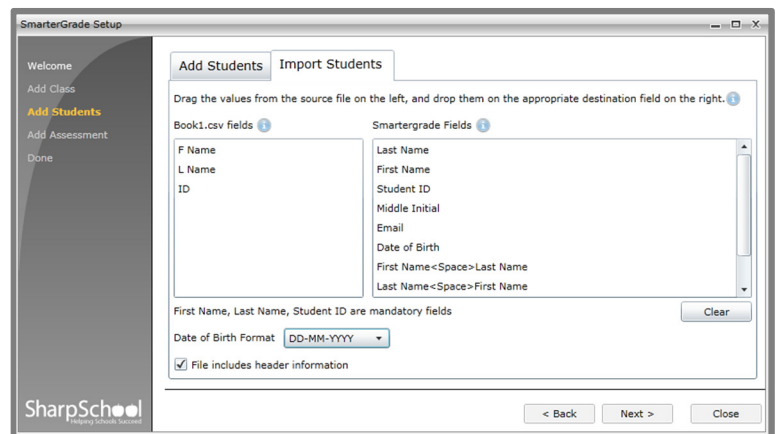 SmarterGrade Setup
Welcome
Add Class
Add Students
Add Assessment
Done
SharpSchool
Helping Schools Succeed
Add Students
Import Students
Drag the values from the source file on the left, and drop them on the appropriate destination field on the right.
Book1.csv fields
Smartergrade Fields
F Name
L Name
ID
Last Name
First Name
Student ID
Middle Initial
Email
Date of Birth
First Name<Space>Last Name
Last Name<Space>First Name
First Name, Last Name, Student ID are mandatory fields
Clear
Date of Birth Format
DD-MM-YYYY
File includes header information
< Back
Next >
Close